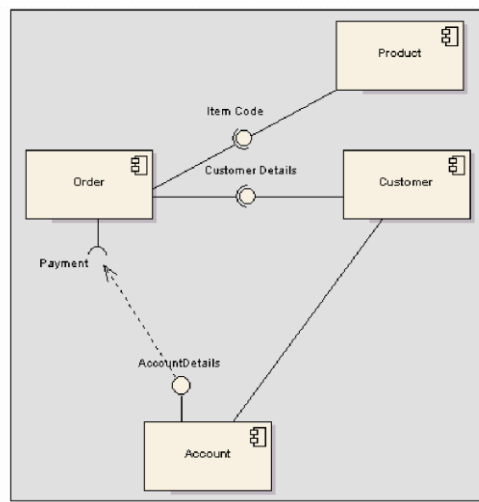 Product
Item Code
Order
Customer Details
Customer
Payment
AccountDetails
Account